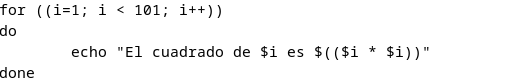 for ((i=1; i < 101; i++))
do
        echo "El cuadrado de $i es $(($i * $i))"
done